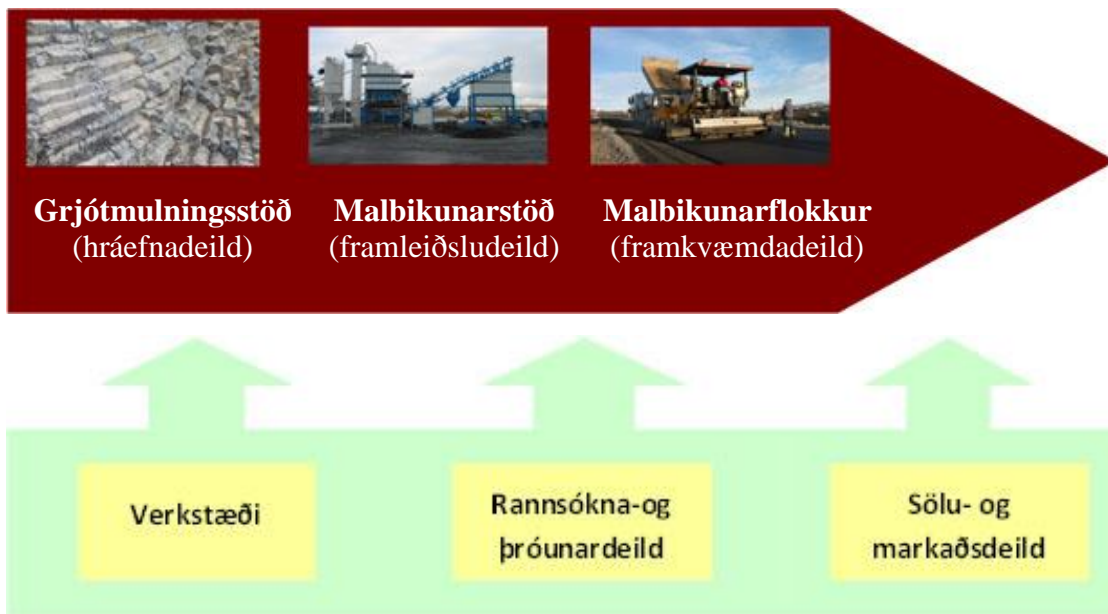 Grjótmulningsstöð
(hráefnadeild)
Malbikunarstöð
(framleiðsludeild)
Malbikunarflokkur
(framkvæmdadeild)
Verkstæði
Rannsókna-og
þróunardeild
Sölu- og
markaðsdeild